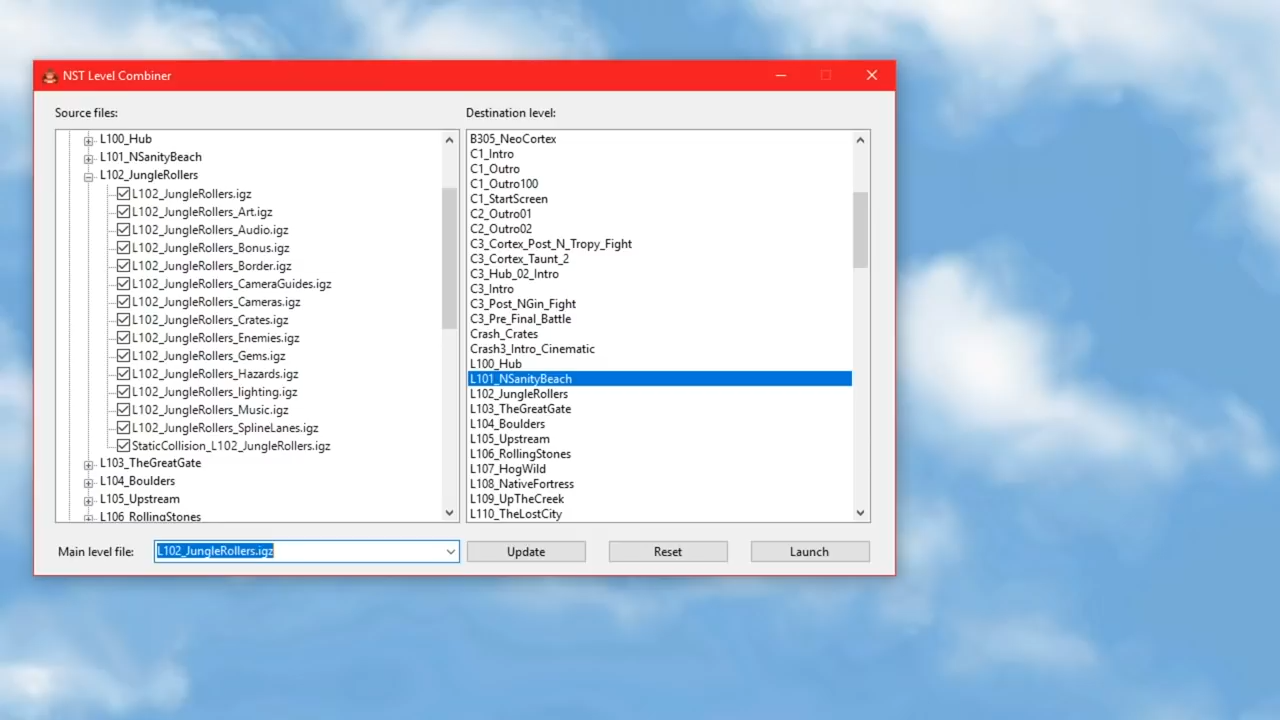 NST Level Combiner
Source files:
L100_Hub
L101_NSanityBeach
L102_JungleRollers
L102_JungleRollers.igz
L102_JungleRollers_Art.igz
L102_JungleRollers_Audio.igz
L102_JungleRollers_Bonus.igz
L102_JungleRollers_Border.igz
L102_JungleRollers_CameraGuides.igz
L102_JungleRollers_Cameras.igz
L102_JungleRollers_Crates.igz
L102_JungleRollers_Enemies.igz
L102_JungleRollers_Gems.igz
L102_JungleRollers_Hazards.igz
L102_JungleRollers_lighting.igz
L102_JungleRollers_Music.igz
L102_JungleRollers_SplineLanes.igz
StaticCollision_L102_JungleRollers.igz
L103_TheGreatGate
L104_Boulders
L105_Upstream
L106_RollingStones
Destination level:
B305_NeoCortex
C1_Intro
C1_Outro
C1_Outro100
C1_StartScreen
C2_Outro01
C2_Outro02
C3_Cortex_Post_N_Tropy_Fight
C3_Cortex_Taunt_2
C3_Hub_02_Intro
C3_Intro
C3_Post_NGin_Fight
C3_Pre_Final_Battle
Crash_Crates
Crash3_Intro_Cinematic
L100_Hub
L101_NSanityBeach
L102_JungleRollers
L103_TheGreatGate
L104_Boulders
L105_Upstream
L106_RollingStones
L107_HogWild
L108_NativeFortress
L109_UpTheCreek
L110_TheLostCity
Main level file: L102_JungleRollers.igz Update Reset Launch